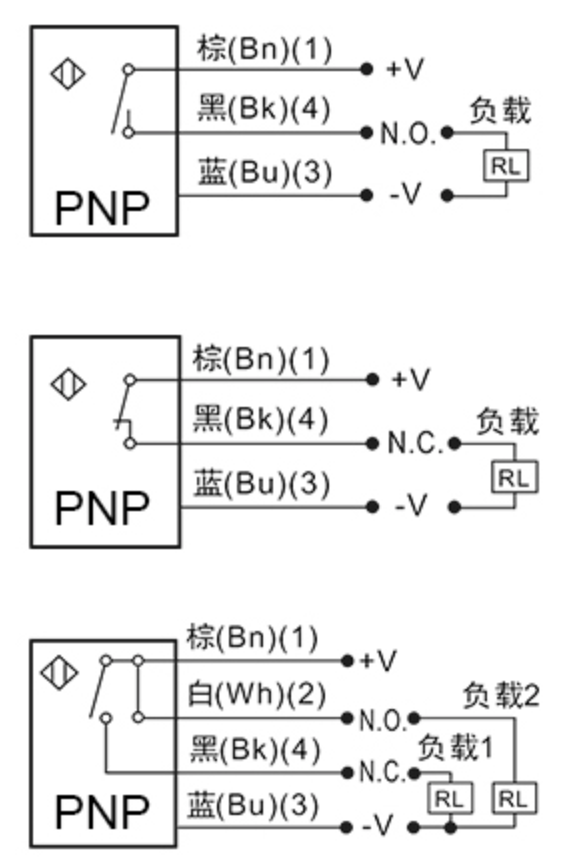 棕(Bn)(1) +V
黑(Bk)(4) N.O. 负载
RL
蓝(Bu)(3) -V
PNP
棕(Bn)(1) +V
黑(Bk)(4) N.C. 负载
RL
蓝(Bu)(3) -V
PNP
棕(Bn)(1) +V
白(Wh)(2) N.O. 负载2
黑(Bk)(4) N.C. 负载1
RL RL
蓝(Bu)(3) -V
PNP